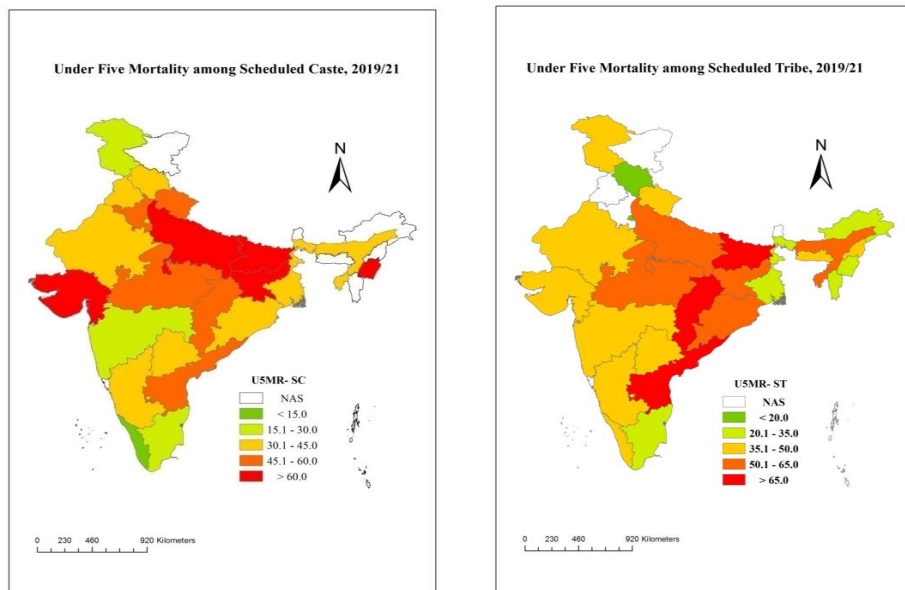 Under Five Mortality among Scheduled Caste, 2019/21
N
U5MR- SC
NAS
< 15.0
15.1 - 30.0
30.1 - 45.0
45.1 - 60.0
> 60.0
0 230 460 920 Kilometers
Under Five Mortality among Scheduled Tribe, 2019/21
N
U5MR- ST
NAS
< 20.0
20.1 - 35.0
35.1 - 50.0
50.1 - 65.0
> 65.0
0 230 460 920 Kilometers